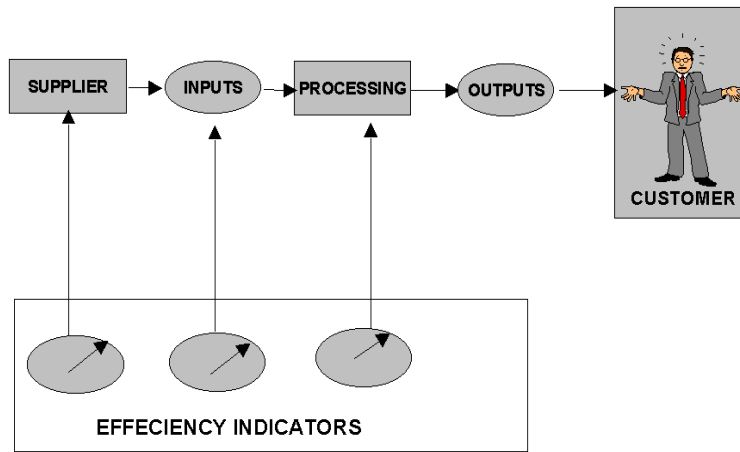 SUPPLIER
INPUTS
PROCESSING
OUTPUTS
CUSTOMER
EFFECIENCY INDICATORS